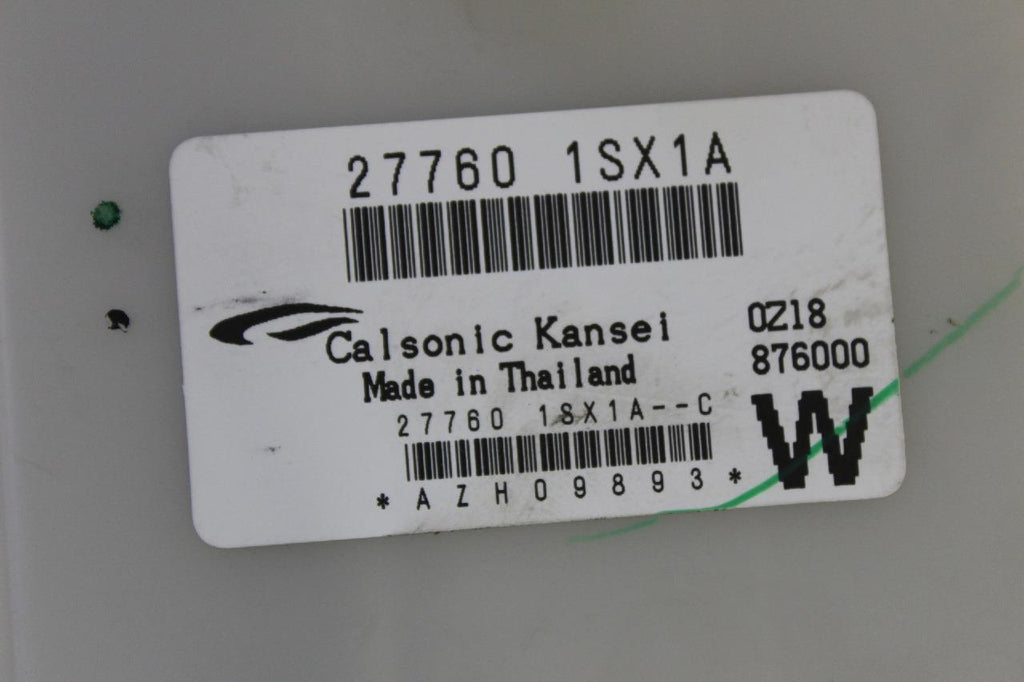 27760 1SX1A
Calsonic Kansei
Made in Thailand
0Z18
876000
27760 1SX1A--C
*AZH09893*
W